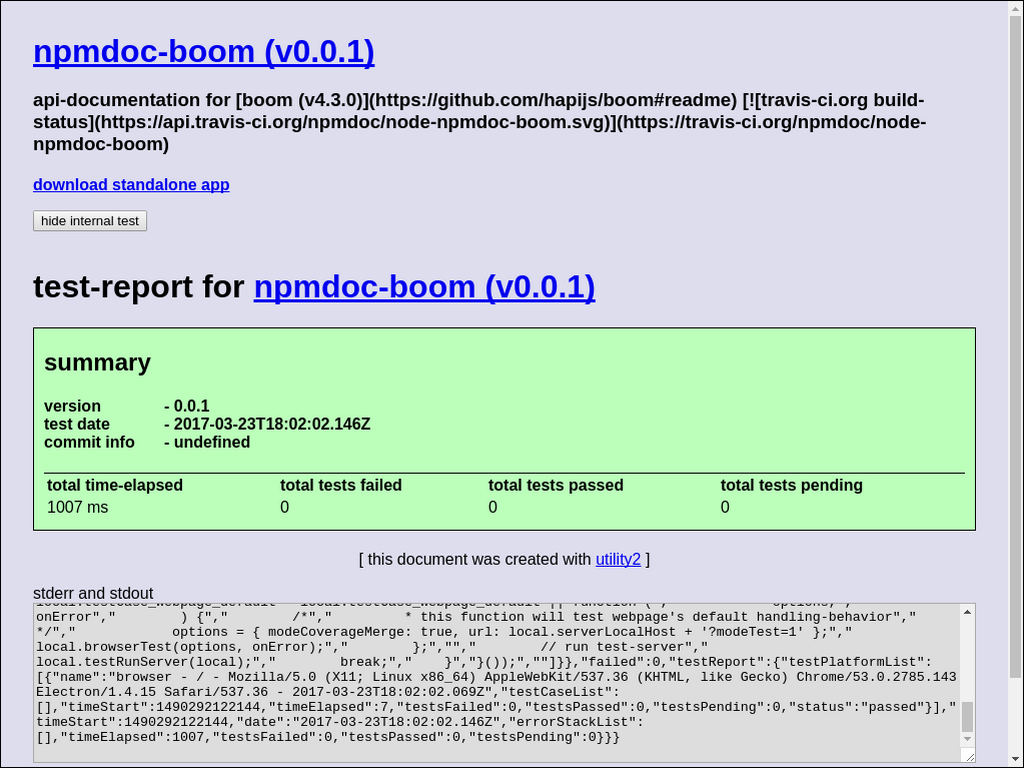 npmdoc-boom (v0.0.1)
api-documentation for [boom (v4.3.0)](https://github.com/hapijs/boom#readme) [![travis-ci.org build-
status](https://api.travis-ci.org/npmdoc/node-npmdoc-boom.svg)](https://travis-ci.org/npmdoc/node-
npmdoc-boom)
download standalone app
hide internal test
test-report for npmdoc-boom (v0.0.1)
summary
version - 0.0.1
test date - 2017-03-23T18:02:02.146Z
commit info - undefined
total time-elapsed total tests failed total tests passed total tests pending
1007 ms 0 0 0
[ this document was created with utility2 ]
stderr and stdout
onError","        ) {","        /*","         * this function will test webpage's default handling-behavior","
*/","            options = { modeCoverageMerge: true, url: local.serverLocalHost + '?modeTest=1' };","
local.browserTest(options, onError);","        };","","        // run test-server","
local.testRunServer(local);","        break;","    }","}());",""]}},"failed":0,"testReport":{"testPlatformList":
[{"name":"browser - / - Mozilla/5.0 (X11; Linux x86_64) AppleWebKit/537.36 (KHTML, like Gecko) Chrome/53.0.2785.143
Electron/1.4.15 Safari/537.36 - 2017-03-23T18:02:02.069Z","testCaseList":
[],"timeStart":1490292122144,"timeElapsed":7,"testsFailed":0,"testsPassed":0,"testsPending":0,"status":"passed"}],"
timeStart":1490292122144,"date":"2017-03-23T18:02:02.146Z","errorStackList":
[],"timeElapsed":1007,"testsFailed":0,"testsPassed":0,"testsPending":0}}}